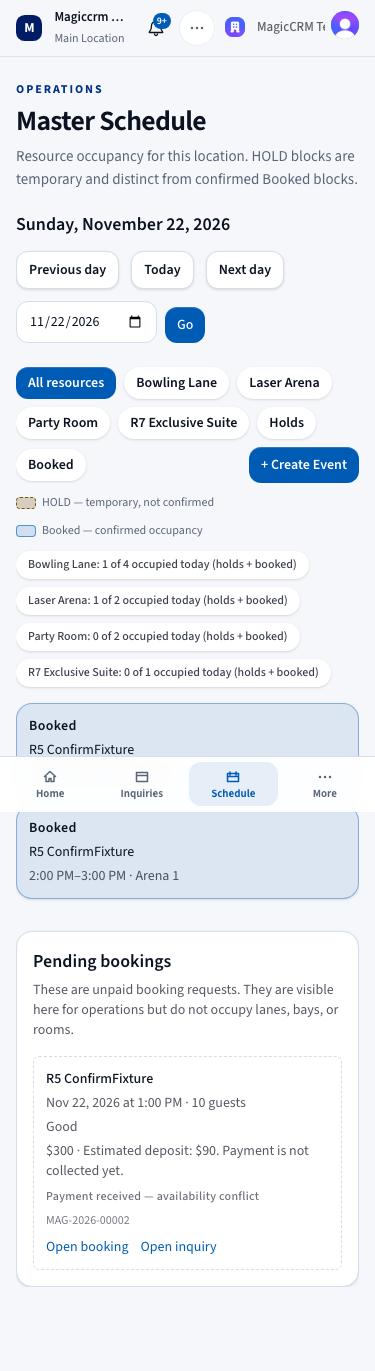 M
Magiccrm ...
Main Location
9+
MagicCRM Te
OPERATIONS
Master Schedule
Resource occupancy for this location. HOLD blocks are
temporary and distinct from confirmed Booked blocks.
Sunday, November 22, 2026
Previous day
Today
Next day
11/22/2026
Go
All resources
Bowling Lane
Laser Arena
Party Room
R7 Exclusive Suite
Holds
Booked
+ Create Event
HOLD — temporary, not confirmed
Booked — confirmed occupancy
Bowling Lane: 1 of 4 occupied today (holds + booked)
Laser Arena: 1 of 2 occupied today (holds + booked)
Party Room: 0 of 2 occupied today (holds + booked)
R7 Exclusive Suite: 0 of 1 occupied today (holds + booked)
Booked
R5 ConfirmFixture
Home
Inquiries
Schedule
More
Booked
R5 ConfirmFixture
2:00 PM–3:00 PM · Arena 1
Pending bookings
These are unpaid booking requests. They are visible
here for operations but do not occupy lanes, bays, or
rooms.
R5 ConfirmFixture
Nov 22, 2026 at 1:00 PM · 10 guests
Good
$300 · Estimated deposit: $90. Payment is not
collected yet.
Payment received — availability conflict
MAG-2026-00002
Open booking
Open inquiry